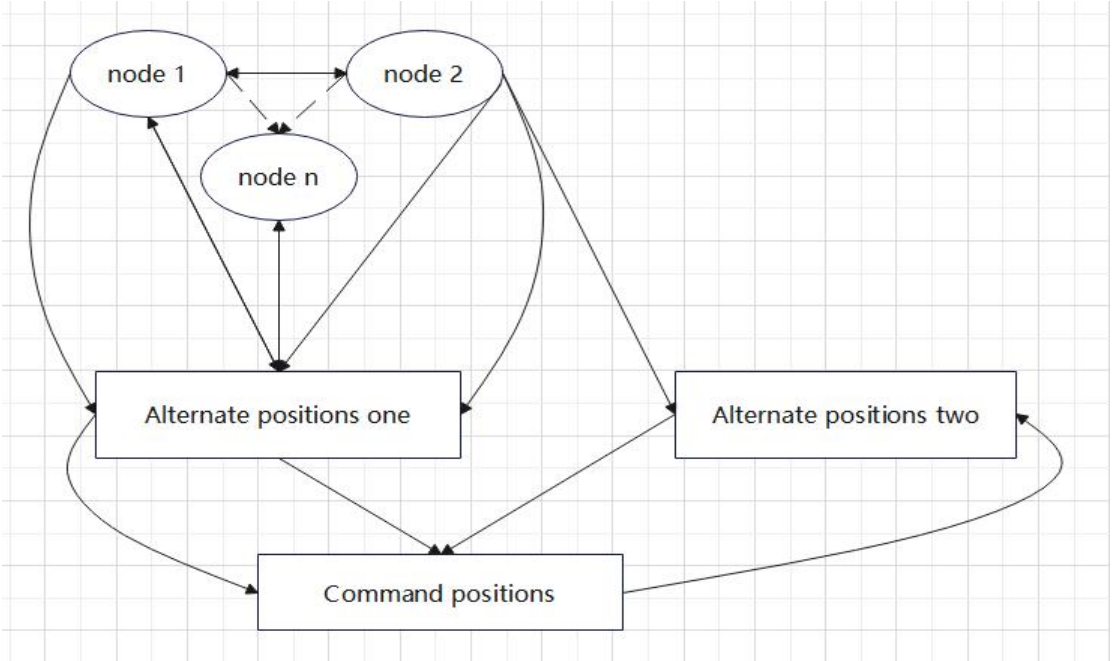 node 1
node 2
node n
Alternate positions one
Alternate positions two
Command positions